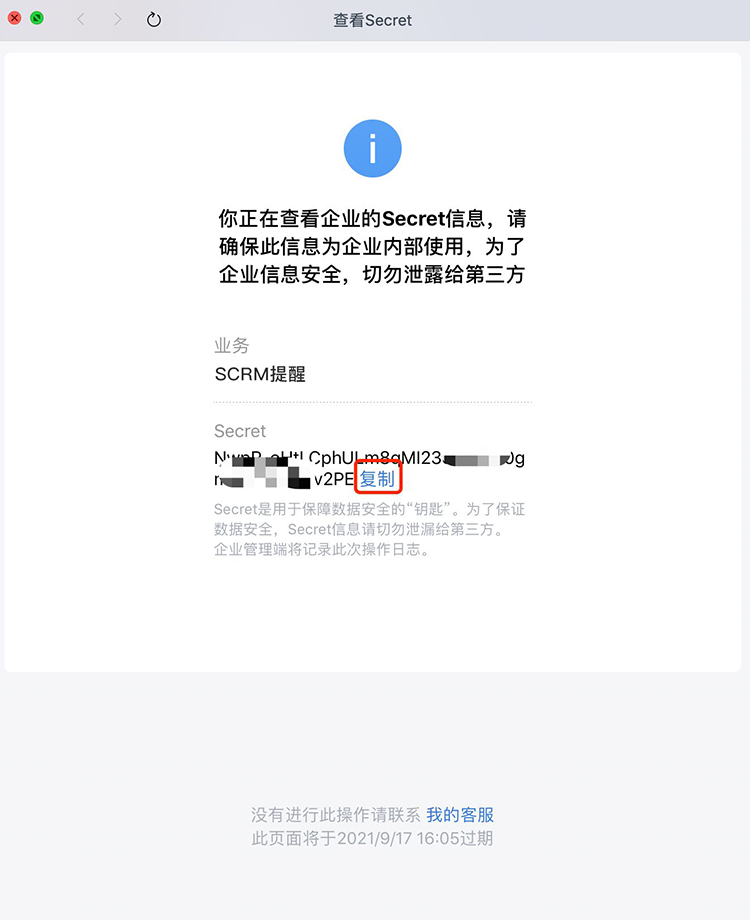 查看Secret
你正在查看企业的Secret信息，请
确保此信息为企业内部使用，为了
企业信息安全，切勿泄露给第三方
业务
SCRM提醒
Secret
复制
Secret是用于保障数据安全的“钥匙”。为了保证
数据安全，Secret信息请切勿泄漏给第三方。
企业管理端将记录此次操作日志。
没有进行此操作请联系 我的客服
此页面将于2021/9/17 16:05过期